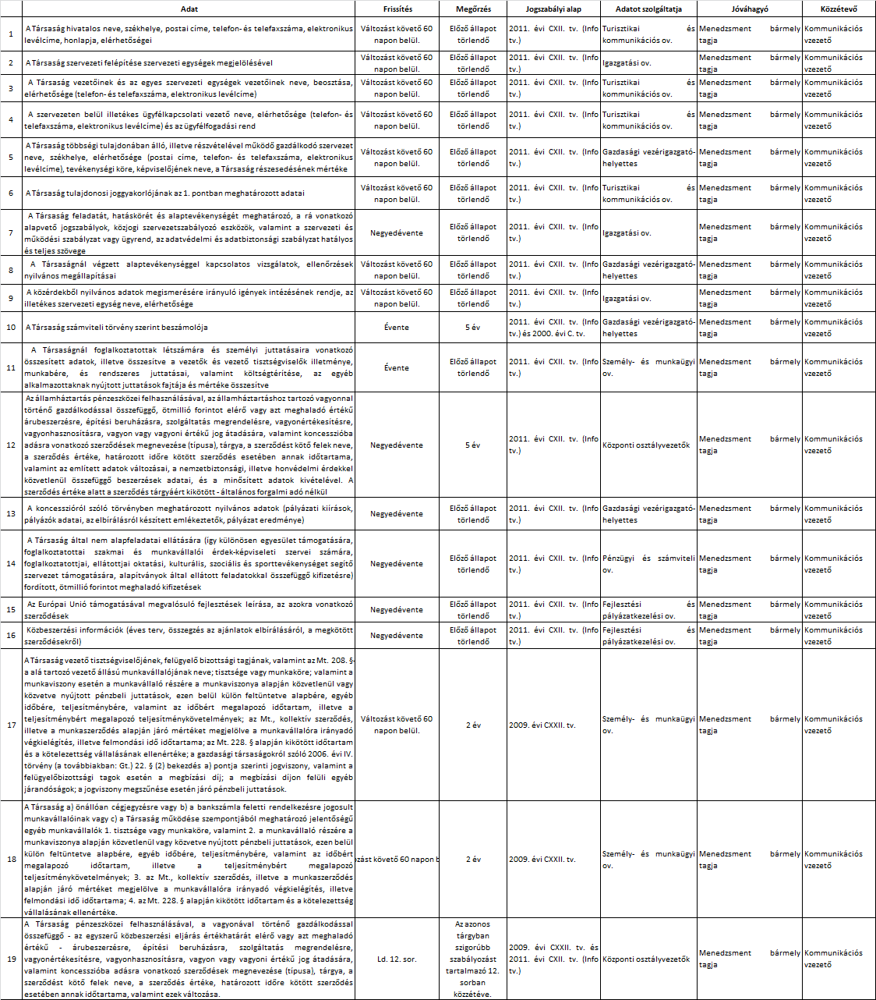 Adat Frissítés Megőrzés Jogszabályi alap Adatot szolgáltatja Jóváhagyó Közzétevő
1 A Társaság hivatalos neve, székhelye, postai címe, telefon- és telefaxszáma, elektronikus levélcíme, honlapja, elérhetőségei Változást követő 60 napon belül. Előző állapot törlendő 2011. évi CXII. tv. (Info tv.) Turisztikai és kommunikációs ov. Menedzsment bármely tagja Kommunikációs vzezető
2 A Társaság szervezeti felépítése szervezeti egységek megjelölésével Változást követő 60 napon belül. Előző állapot törlendő 2011. évi CXII. tv. (Info tv.) Igazgatási ov. Menedzsment bármely tagja Kommunikációs vzezető
3 A Társaság vezetőinek és az egyes szervezeti egységek vezetőinek neve, beosztása, elérhetősége (telefon- és telefaxszáma, elektronikus levélcíme) Változást követő 60 napon belül. Előző állapot törlendő 2011. évi CXII. tv. (Info tv.) Turisztikai és kommunikációs ov. Menedzsment bármely tagja Kommunikációs vzezető
4 A szervezeten belül illetékes ügyfélkapcsolati vezető neve, elérhetősége (telefon- és telefaxszáma, elektronikus levélcíme) és az ügyfélfogadási rend Változást követő 60 napon belül. Előző állapot törlendő 2011. évi CXII. tv. (Info tv.) Turisztikai és kommunikációs ov. Menedzsment bármely tagja Kommunikációs vzezető
5 A Társaság többségi tulajdonában álló, illetve részvételével működő gazdálkodó szervezet neve, székhelye, elérhetősége (postai címe, telefon- és telefaxszáma, elektronikus levélcíme), tevékenységi köre, képviselőjének neve, a Társaság részesedésének mértéke Változást követő 60 napon belül. Előző állapot törlendő 2011. évi CXII. tv. (Info tv.) Gazdasági vezérigazgató-helyettes Menedzsment bármely tagja Kommunikációs vzezető
6 A Társaság tulajdonosi joggyakorlójának az 1. pontban meghatározott adatai Változást követő 60 napon belül. Előző állapot törlendő 2011. évi CXII. tv. (Info tv.) Turisztikai és kommunikációs ov. Menedzsment bármely tagja Kommunikációs vzezető
7 A Társaság feladatát, hatáskörét és alaptevékenységét meghatározó, a rá vonatkozó alapvető jogszabályok, közjogi szervezetszabályozó eszközök, valamint a szervezeti és működési szabályzat vagy ügyrend, az adatvédelmi és adatbiztonsági szabályzat hatályos és teljes szövege Negyedévente Előző állapot törlendő 2011. évi CXII. tv. (Info tv.) Igazgatási ov. Menedzsment bármely tagja Kommunikációs vzezető
8 A Társaságnál végzett alaptevékenységgel kapcsolatos vizsgálatok, ellenőrzések nyilvános megállapításai Változást követő 60 napon belül. Előző állapot törlendő 2011. évi CXII. tv. (Info tv.) Gazdasági vezérigazgató-helyettes Menedzsment bármely tagja Kommunikációs vzezető
9 A közérdekből nyilvános adatok megismerésére irányuló igények intézésének rendje, az illetékes szervezeti egység neve, elérhetősége Változást követő 60 napon belül. Előző állapot törlendő 2011. évi CXII. tv. (Info tv.) Igazgatási ov. Menedzsment bármely tagja Kommunikációs vzezető
10 A Társaság számviteli törvény szerint beszámolója Évente 5 év 2011. évi CXII. tv. (Info tv.) és 2000. évi C. tv. Gazdasági vezérigazgató-helyettes Menedzsment bármely tagja Kommunikációs vzezető
11 A Társaságnál foglalkoztatottak létszámára és személyi juttatásaira vonatkozó összesített adatok, illetve összesítve a vezetők és vezető tisztségviselők illetménye, munkabére, és rendszeres juttatásai, valamint költségtérítése, az egyéb alkalmazottaknak nyújtott juttatások fajtája és mértéke összesítve Évente Előző állapot törlendő 2011. évi CXII. tv. (Info tv.) Személy- és munkaügyi ov. Menedzsment bármely tagja Kommunikációs vzezető
12 Az államháztartás pénzeszközei felhasználásával, az államháztartáshoz tartozó vagyonnal történő gazdálkodással összefüggő, ötmillió forintot elérő vagy azt meghaladó értékű árubeszerzésre, építési beruházásra, szolgáltatás megrendelésre, vagyonértékesítésre, vagyonhasznosításra, vagyon vagy vagyoni értékű jog átadására, valamint koncesszióba adásra vonatkozó szerződések megnevezése (típusa), tárgya, a szerződést kötő felek neve, a szerződés értéke, határozott időre kötött szerződés esetében annak időtartama, valamint az említett adatok változásai, a nemzetbiztonsági, illetve honvédelmi érdekkel közvetlenül összefüggő beszerzések adatai, és a minősített adatok kivételével. A szerződés értéke alatt a szerződés tárgyáért kikötött - általános forgalmi adó nélkül Negyedévente 5 év 2011. évi CXII. tv. (Info tv.) Központi osztályvezetők Menedzsment bármely tagja Kommunikációs vzezető
13 A koncesszióról szóló törvényben meghatározott nyilvános adatok (pályázati kiírások, pályázók adatai, az elbírálásról készített emlékeztetők, pályázat eredménye) Negyedévente Előző állapot törlendő 2011. évi CXII. tv. (Info tv.) Gazdasági vezérigazgató-helyettes Menedzsment bármely tagja Kommunikációs vzezető
14 A Társaság által nem alapfeladatai ellátására (így különösen egyesület támogatására, foglalkoztatottai szakmai és munkavállalói érdek-képviseleti szervei számára, foglalkoztatottjai, ellátottjai oktatási, kulturális, szociális és sporttevékenységet segítő szervezet támogatására, alapítványok által ellátott feladatokkal összefüggő kifizetésre) fordított, ötmillió forintot meghaladó kifizetések Negyedévente Előző állapot törlendő 2011. évi CXII. tv. (Info tv.) Pénzügyi és számviteli ov. Menedzsment bármely tagja Kommunikációs vzezető
15 Az Európai Unió támogatásával megvalósuló fejlesztések leírása, az azokra vonatkozó szerződések Negyedévente Előző állapot törlendő 2011. évi CXII. tv. (Info tv.) Fejlesztési és pályázatkezelési ov. Menedzsment bármely tagja Kommunikációs vzezető
16 Közbeszerzési információk (éves terv, összegzés az ajánlatok elbírálásáról, a megkötött szerződésekről) Negyedévente Előző állapot törlendő 2011. évi CXII. tv. (Info tv.) Fejlesztési és pályázatkezelési ov. Menedzsment bármely tagja Kommunikációs vzezető
17 A Társaság vezető tisztségviselőjének, felügyelő bizottsági tagjának, valamint az Mt. 208. §-a alá tartozó vezető állású munkavállalójának neve; tisztsége vagy munkaköre; valamint a munkaviszony esetén a munkavállaló részére a munkaviszonya alapján közvetlenül vagy közvetve nyújtott pénzbeli juttatások, ezen belül külön feltüntetve alapbére, egyéb időbére, teljesítménybére, valamint az időbért megalapozó időtartam, illetve a teljesítménybért megalapozó teljesítménykövetelmények; az Mt., kollektív szerződés, illetve a munkaszerződés alapján járó mértéket megjelölve a munkavállalóra irányadó végkielégítés, illetve felmondási idő időtartama; az Mt. 228. § alapján kikötött időtartam és a kötelezettség vállalásának ellenértéke; a gazdasági társaságokról szóló 2006. évi IV. törvény (a továbbiakban: Gt.) 22. § (2) bekezdés a) pontja szerinti jogviszony, valamint a felügyelőbizottsági tagok esetén a megbízási díj; a megbízási díjon felüli egyéb járandóságok; a jogviszony megszűnése esetén járó pénzbeli juttatások. Változást követő 60 napon belül. 2 év 2009. évi CXXII. tv. Személy- és munkaügyi ov. Menedzsment bármely tagja Kommunikációs vzezető
18 A Társaság a) önállóan cégjegyzésre vagy b) a bankszámla feletti rendelkezésre jogosult munkavállalóinak vagy c) a Társaság működése szempontjából meghatározó jelentőségű egyéb munkavállalók 1. tisztsége vagy munkaköre, valamint 2. a munkavállaló részére a munkaviszonya alapján közvetlenül vagy közvetve nyújtott pénzbeli juttatások, ezen belül külön feltüntetve alapbére, egyéb időbére, teljesítménybére, valamint az időbért megalapozó időtartam, illetve a teljesítménybért megalapozó teljesítménykövetelmények; 3. az Mt., kollektív szerződés, illetve a munkaszerződés alapján járó mértéket megjelölve a munkavállalóra irányadó végkielégítés, illetve felmondási idő időtartama; 4. az Mt. 228. § alapján kikötött időtartam és a kötelezettség vállalásának ellenértéke. ozást követő 60 napon b 2 év 2009. évi CXXII. tv. Személy- és munkaügyi ov. Menedzsment bármely tagja Kommunikációs vzezető
19 A Társaság pénzeszközei felhasználásával, a vagyonával történő gazdálkodással összefüggő - az egyszerű közbeszerzési eljárás értékhatárát elérő vagy azt meghaladó értékű - árubeszerzésre, építési beruházásra, szolgáltatás megrendelésre, vagyonértékesítésre, vagyonhasznosításra, vagyon vagy vagyoni értékű jog átadására, valamint koncesszióba adásra vonatkozó szerződések megnevezése (típusa), tárgya, a szerződést kötő felek neve, a szerződés értéke, határozott időre kötött szerződés esetében annak időtartama, valamint ezek változása. Ld. 12. sor. Az azonos tárgyban szigorúbb szabályozást tartalmazó 12. sorban közzétéve. 2009. évi CXXII. tv. és 2011. évi CXII. tv. (Info tv.) Központi osztályvezetők Menedzsment bármely tagja Kommunikációs vzezető